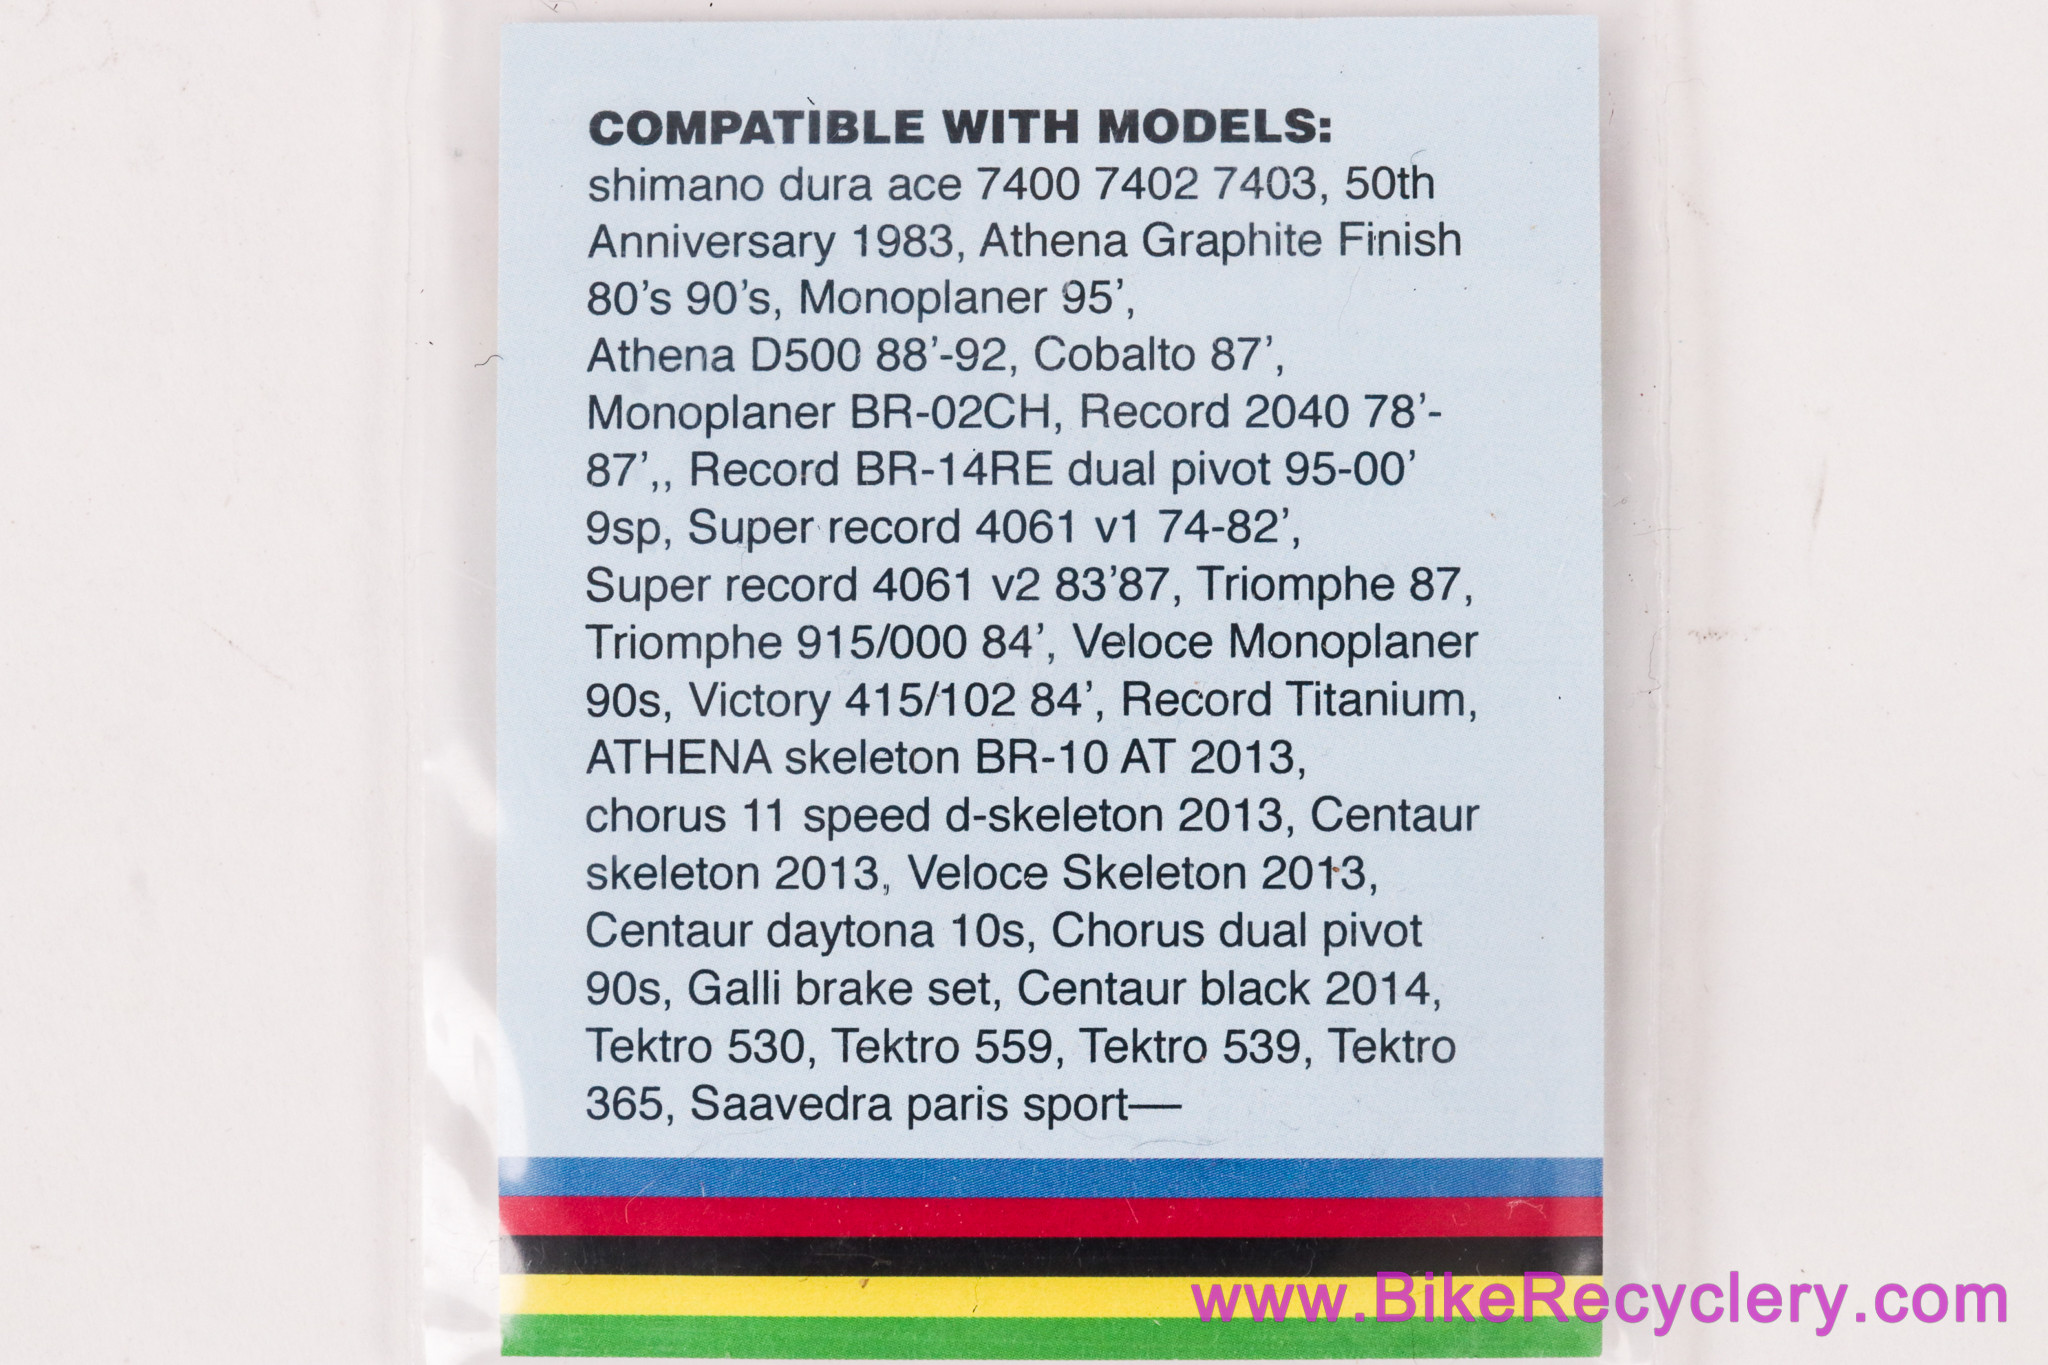 COMPATIBLE WITH MODELS:
shimano dura ace 7400 7402 7403, 50th
Anniversary 1983, Athena Graphite Finish
80’s 90’s, Monoplaner 95’,
Athena D500 88’-92, Cobalto 87’,
Monoplaner BR-02CH, Record 2040 78’-
87’,, Record BR-14RE dual pivot 95-00’
9sp, Super record 4061 v1 74-82’,
Super record 4061 v2 83’87, Triomphe 87,
Triomphe 915/000 84’, Veloce Monoplaner
90s, Victory 415/102 84’, Record Titanium,
ATHENA skeleton BR-10 AT 2013,
chorus 11 speed d-skeleton 2013, Centaur
skeleton 2013, Veloce Skeleton 2013,
Centaur daytona 10s, Chorus dual pivot
90s, Galli brake set, Centaur black 2014,
Tektro 530, Tektro 559, Tektro 539, Tektro
365, Saavedra paris sport—
www.BikeRecyclery.com